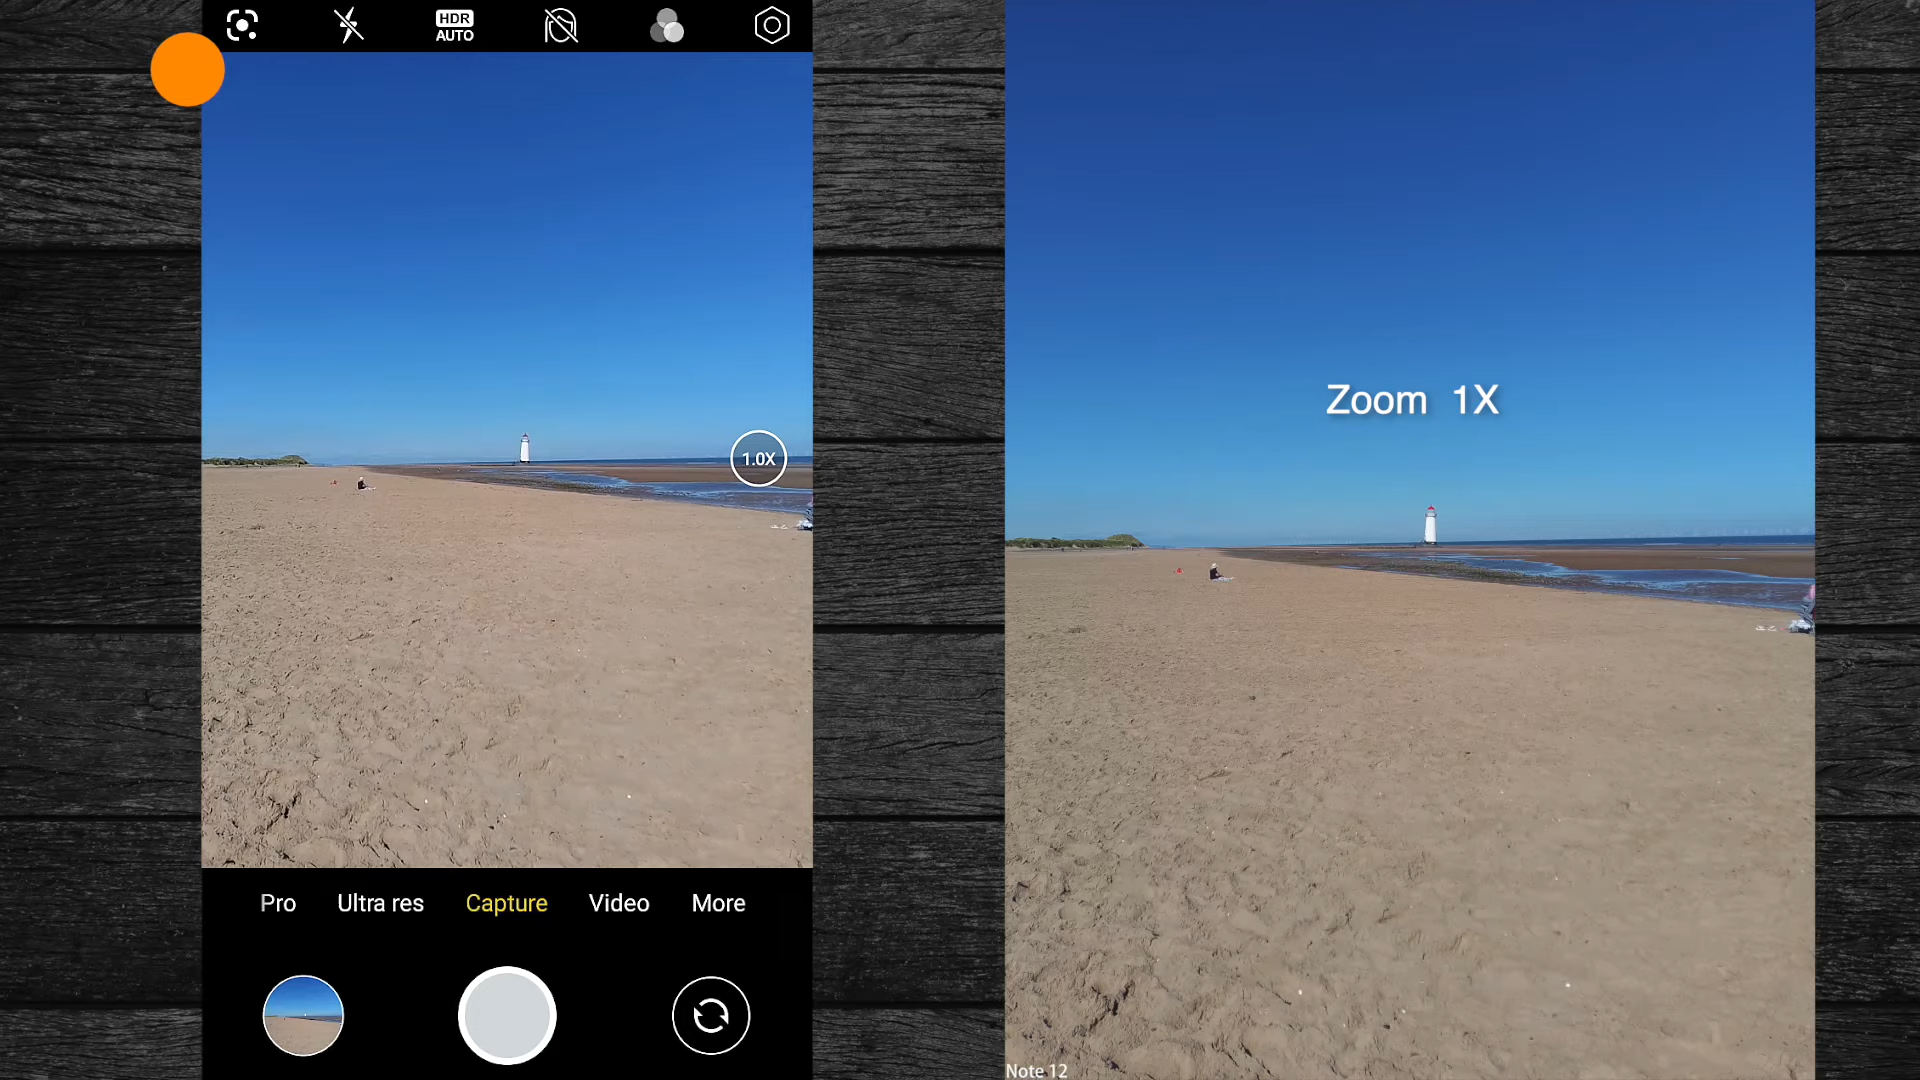 HDR
AUTO
1.0X
Pro Ultra res Capture Video More
Zoom 1X
Note 12